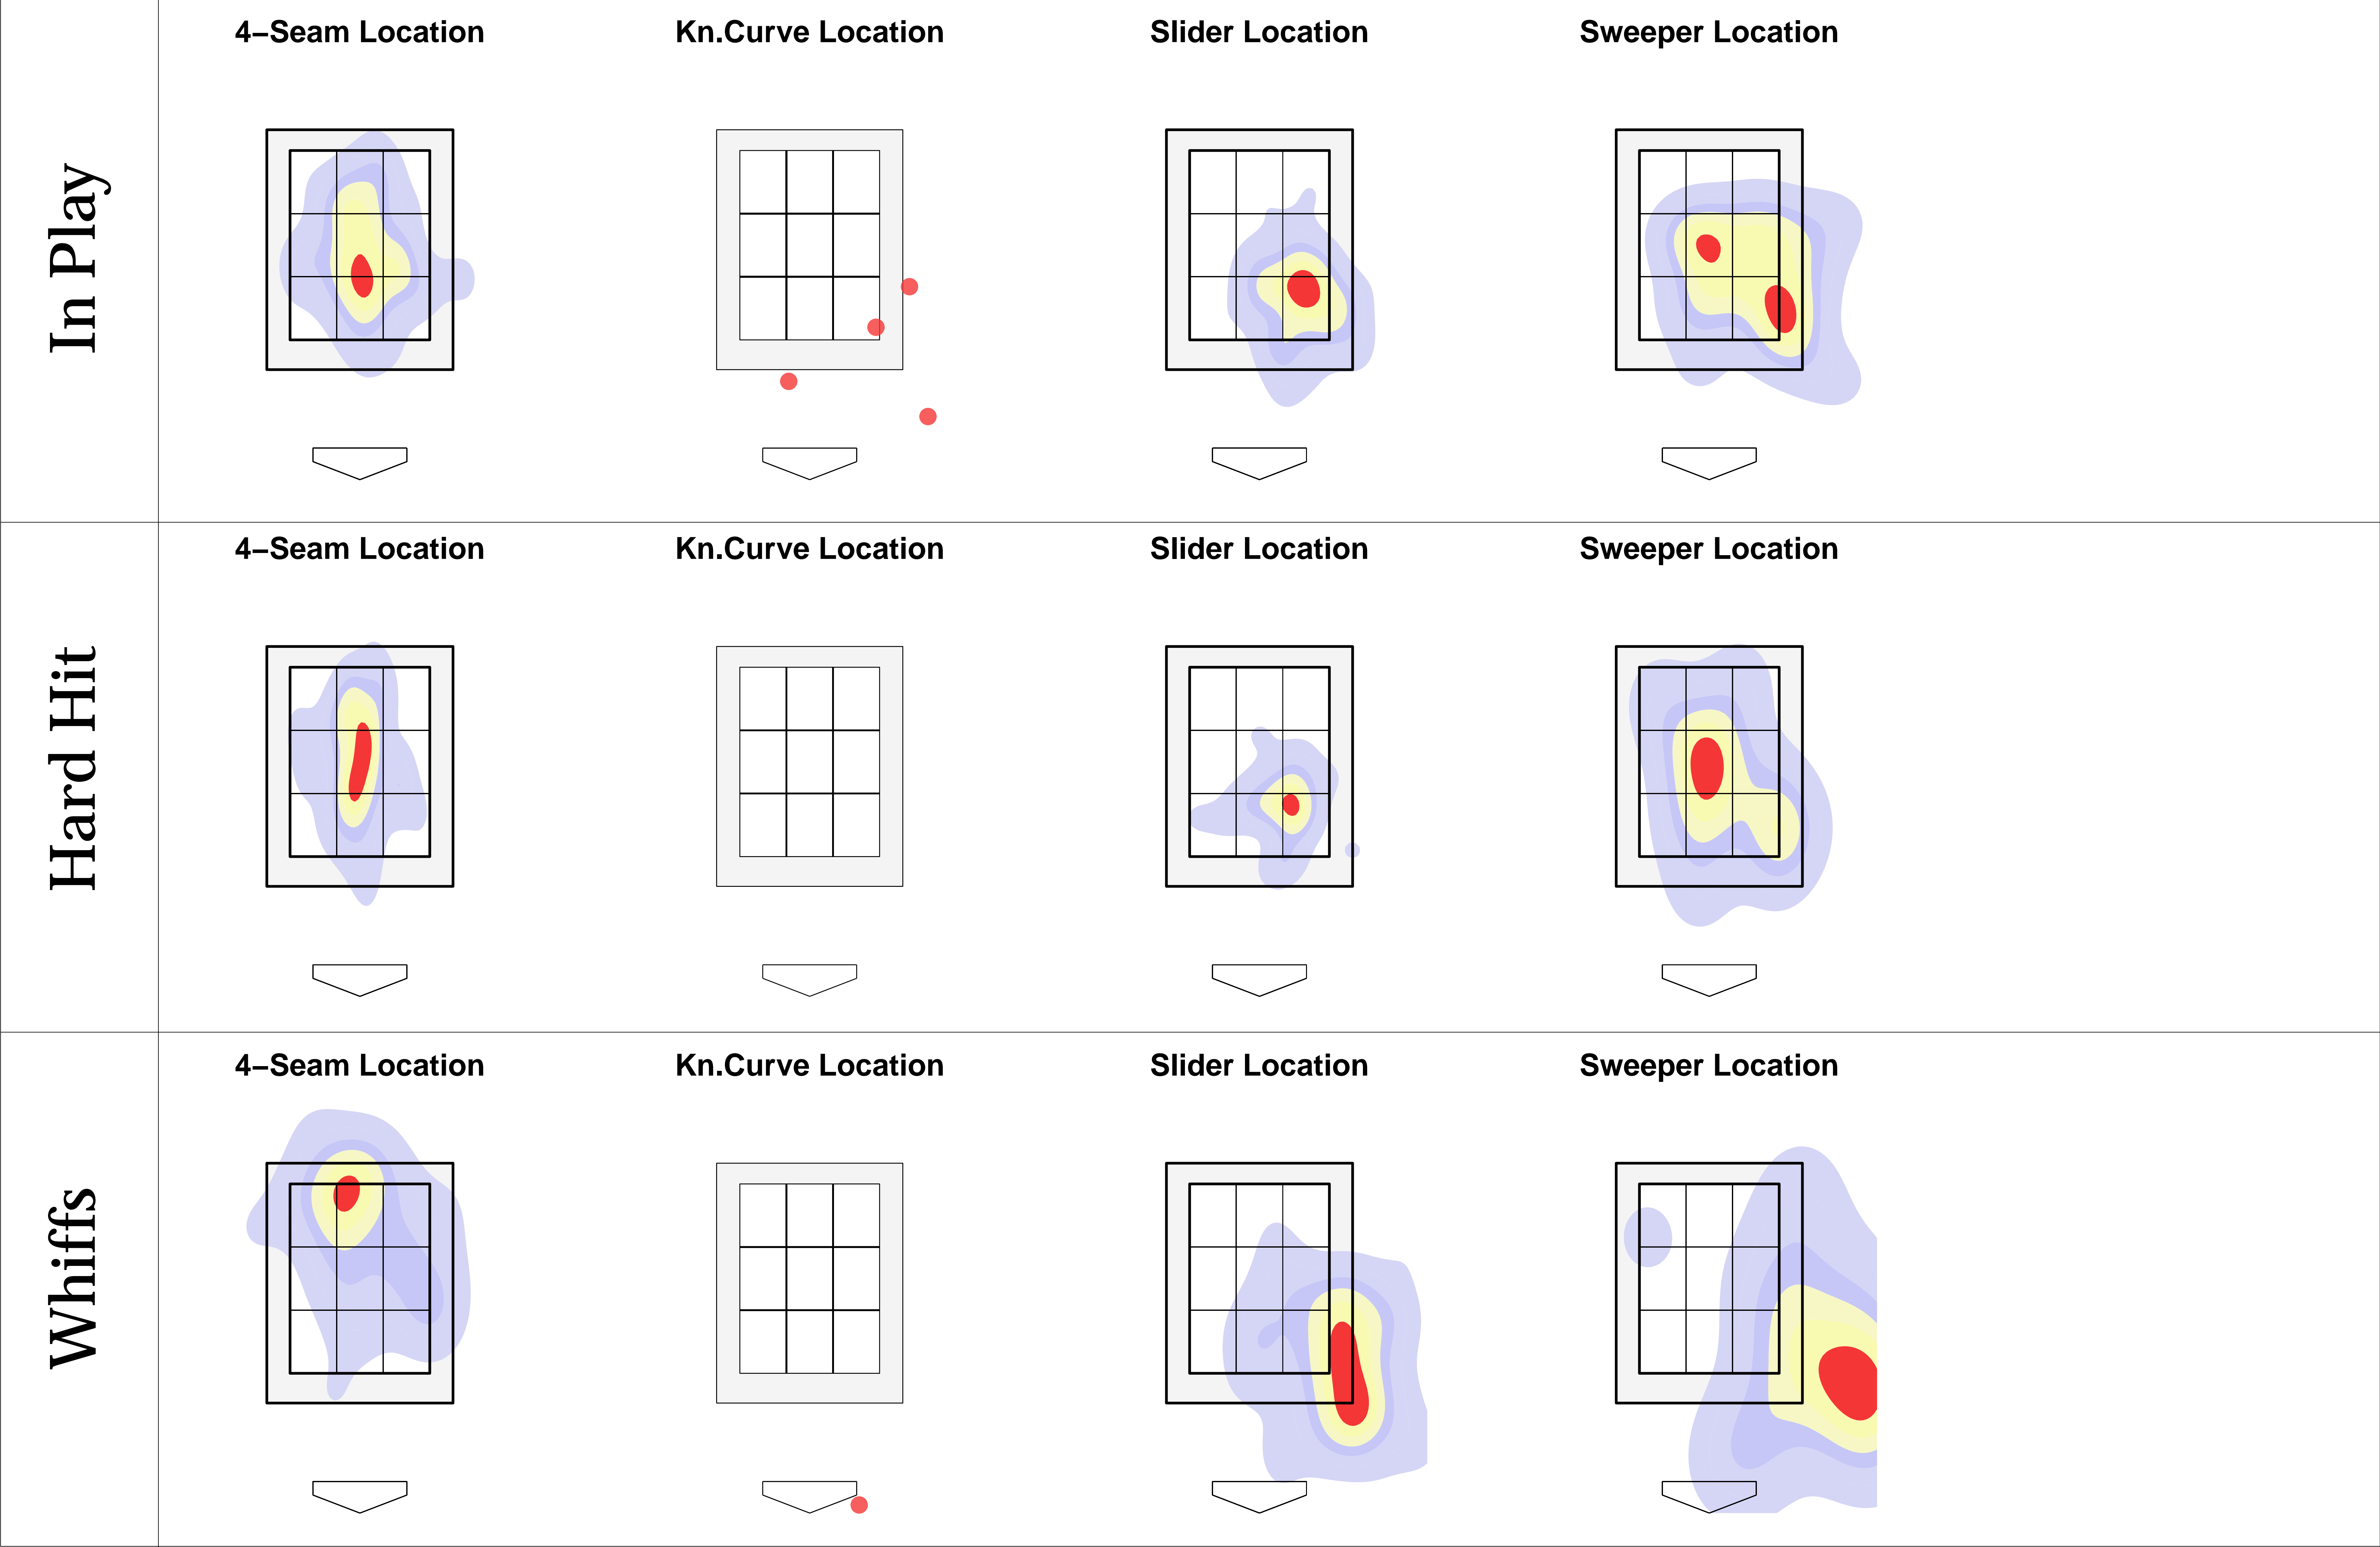 4–Seam Location
Kn.Curve Location
Slider Location
Sweeper Location
In Play
4–Seam Location
Kn.Curve Location
Slider Location
Sweeper Location
Hard Hit
4–Seam Location
Kn.Curve Location
Slider Location
Sweeper Location
Whiffs